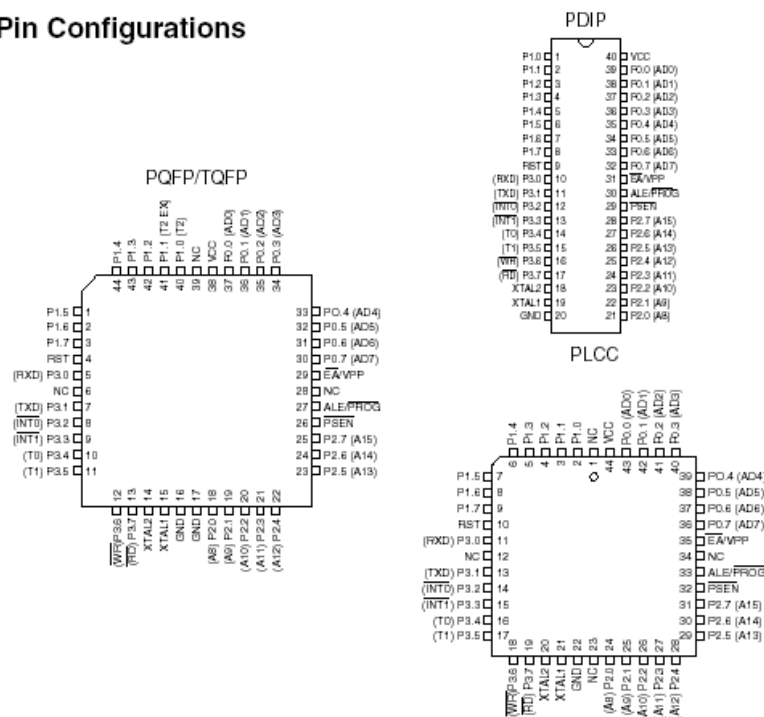 Pin Configurations
PDIP
P1.0 1 40 VCC
P1.1 2 39 P0.0 (AD0)
P1.2 3 38 P0.1 (AD1)
P1.3 4 37 P0.2 (AD2)
P1.4 5 36 P0.3 (AD3)
P1.5 6 35 P0.4 (AD4)
P1.6 7 34 P0.5 (AD5)
P1.7 8 33 P0.6 (AD6)
RST 9 32 P0.7 (AD7)
(RXD) P3.0 10 31 EA/VPP
(TXD) P3.1 11 30 ALE/PROG
(INT0) P3.2 12 29 PSEN
(INT1) P3.3 13 28 P2.7 (A15)
(T0) P3.4 14 27 P2.6 (A14)
(T1) P3.5 15 26 P2.5 (A13)
(WR) P3.6 16 25 P2.4 (A12)
(RD) P3.7 17 24 P2.3 (A11)
XTAL2 18 23 P2.2 (A10)
XTAL1 19 22 P2.1 (A9)
GND 20 21 P2.0 (A8)
PQFP/TQFP
P1.4
P1.3
P1.2
P1.1 (T2 EX)
P1.0 (T2)
NC
VCC
P0.0 (AD0)
P0.1 (AD1)
P0.2 (AD2)
P0.3 (AD3)
44 43 42 41 40 39 38 37 36 35 34
P1.5 1 33 P0.4 (AD4)
P1.6 2 32 P0.5 (AD5)
P1.7 3 31 P0.6 (AD6)
RST 4 30 P0.7 (AD7)
(RXD) P3.0 5 29 EA/VPP
NC 6 28 NC
(TXD) P3.1 7 27 ALE/PROG
(INT0) P3.2 8 26 PSEN
(INT1) P3.3 9 25 P2.7 (A15)
(T0) P3.4 10 24 P2.6 (A14)
(T1) P3.5 11 23 P2.5 (A13)
12 13 14 15 16 17 18 19 20 21 22
(WR)P3.6
(RD) P3.7
XTAL2
XTAL1
GND
GND
(A8) P2.0
(A9) P2.1
(A10) P2.2
(A11) P2.3
(A12) P2.4
PLCC
P1.4
P1.3
P1.2
P1.1
P1.0
NC
VCC
P0.0 (AD0)
P0.1 (AD1)
P0.2 (AD2)
P0.3 (AD3)
6 5 4 3 2 1 44 43 42 41 40
P1.5 7 39 P0.4 (AD4)
P1.6 8 38 P0.5 (AD5)
P1.7 9 37 P0.6 (AD6)
RST 10 36 P0.7 (AD7)
(RXD) P3.0 11 35 EA/VPP
NC 12 34 NC
(TXD) P3.1 13 33 ALE/PROG
(INT0) P3.2 14 32 PSEN
(INT1) P3.3 15 31 P2.7 (A15)
(T0) P3.4 16 30 P2.6 (A14)
(T1) P3.5 17 29 P2.5 (A13)
18 19 20 21 22 23 24 25 26 27 28
(WR)P3.6
(RD) P3.7
XTAL2
XTAL1
GND
NC
(A8) P2.0
(A9) P2.1
A10) P2.2
A11) P2.3
A12) P2.4